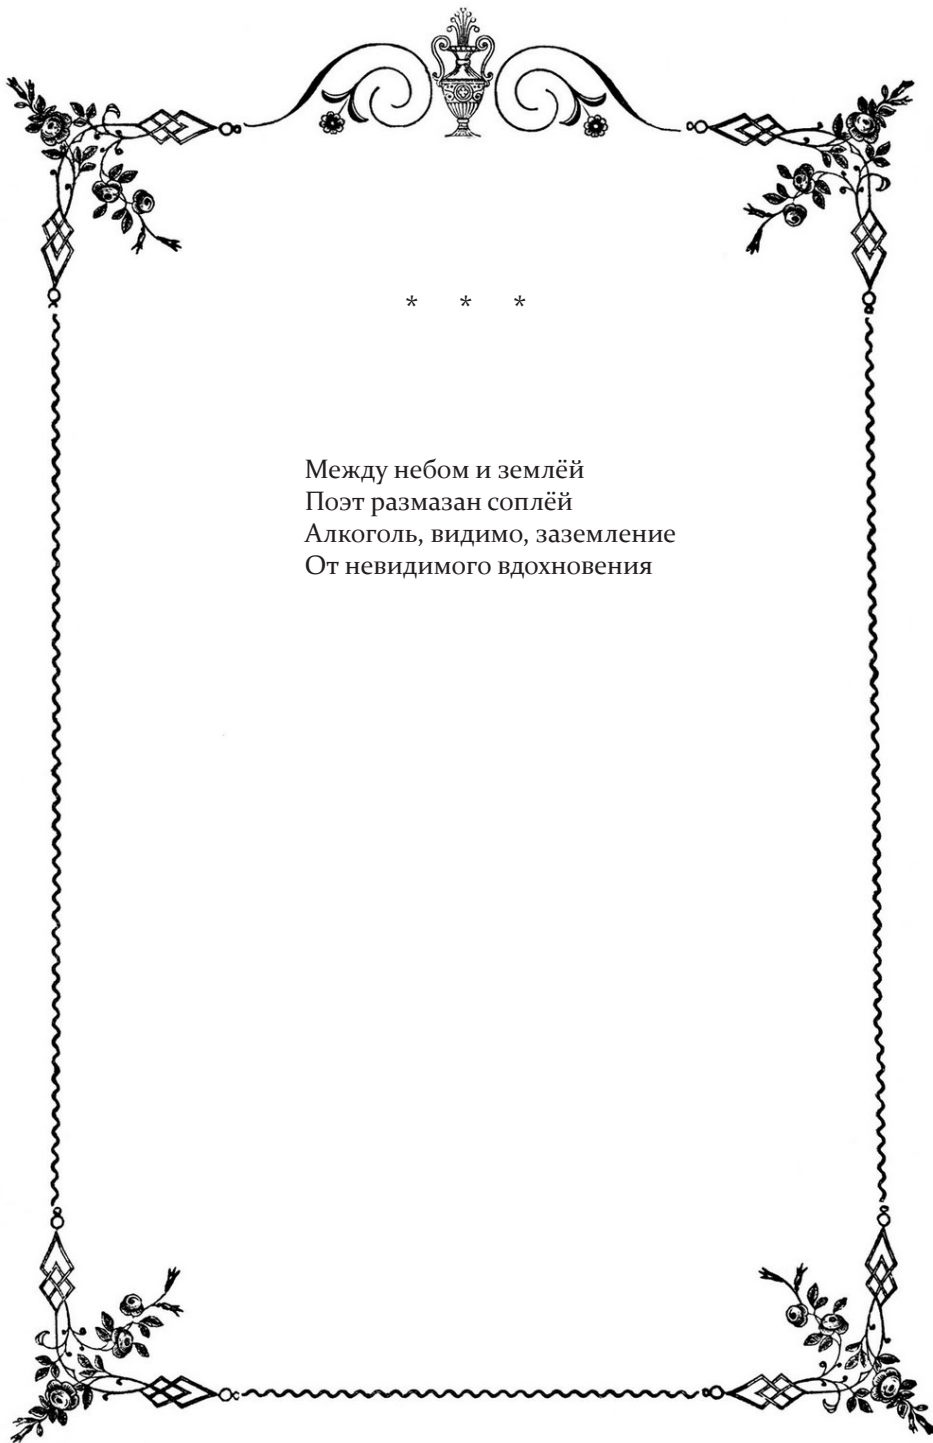 * * *
Между небом и землёй
Поэт размазан соплёй
Алкоголь, видимо, заземление
От невидимого вдохновения